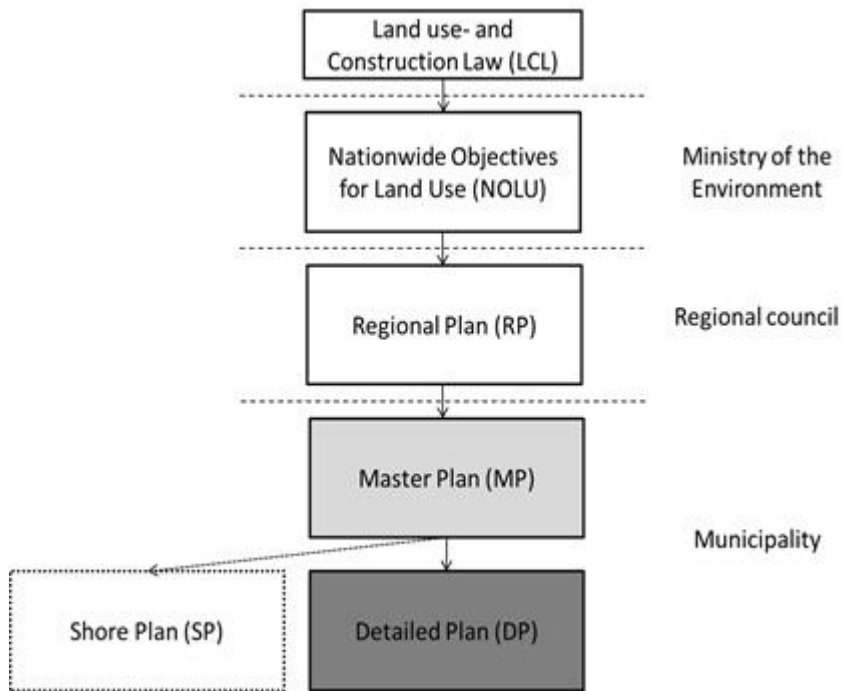 Land use- and
Construction Law (LCL)
Nationwide Objectives
for Land Use (NOLU)
Ministry of the
Environment
Regional Plan (RP)
Regional council
Master Plan (MP)
Municipality
Shore Plan (SP)
Detailed Plan (DP)